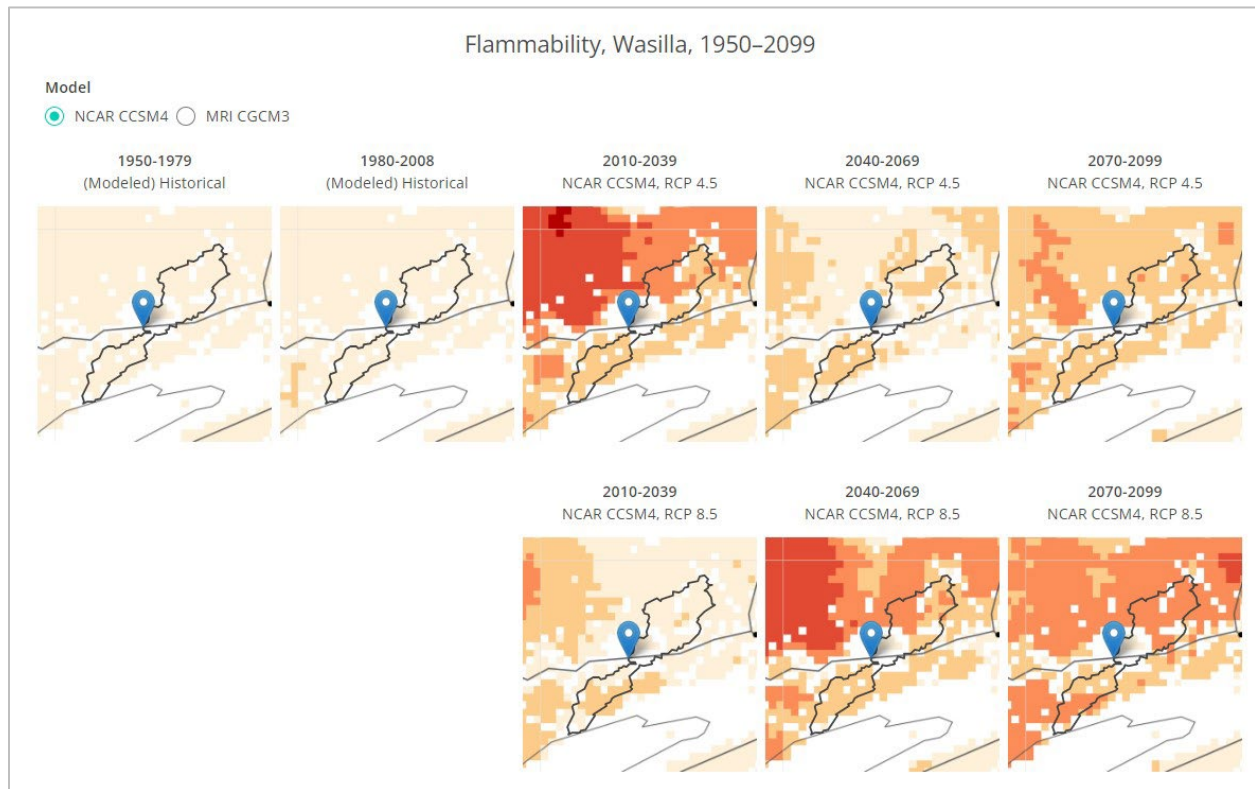 Flammability, Wasilla, 1950–2099
Model
NCAR CCSM4 MRI CGCM3
1950-1979
(Modeled) Historical
1980-2008
(Modeled) Historical
2010-2039
NCAR CCSM4, RCP 4.5
2040-2069
NCAR CCSM4, RCP 4.5
2070-2099
NCAR CCSM4, RCP 4.5
2010-2039
NCAR CCSM4, RCP 8.5
2040-2069
NCAR CCSM4, RCP 8.5
2070-2099
NCAR CCSM4, RCP 8.5